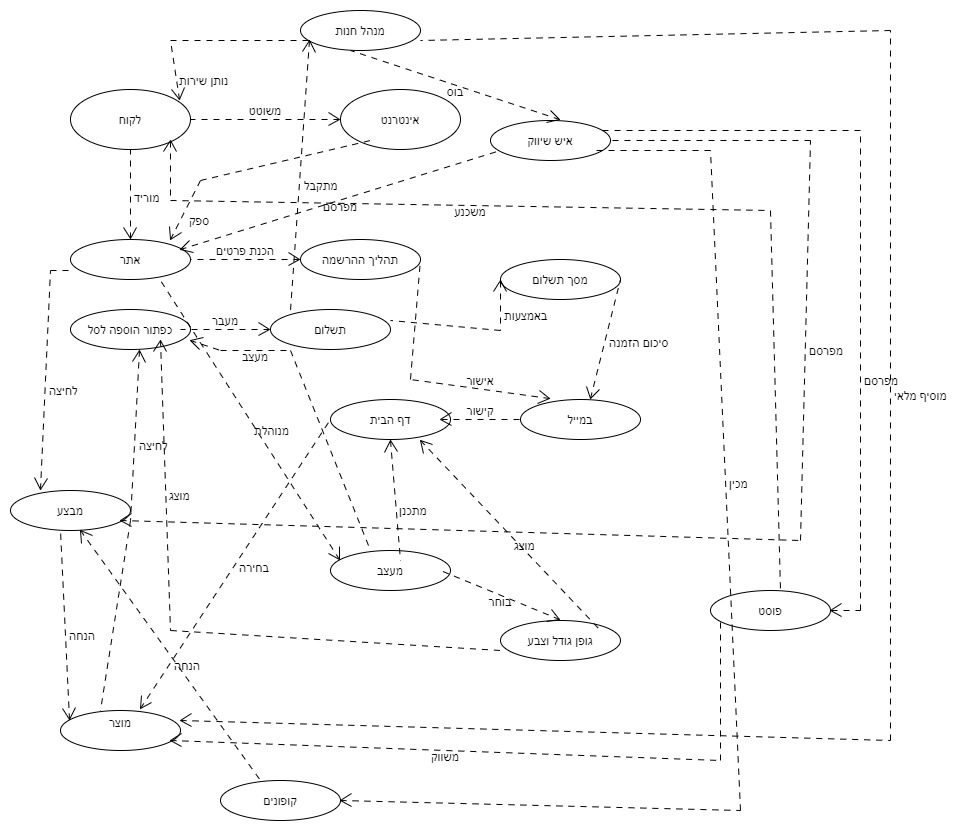 מנהל חנות
נותן שירות
בוס
לקוח
משוטט
אינטרנט
איש שיווק
מתקבל
מוריד
מפרסם
משכנע
ספק
אתר
הכנת פרטים
תהליך ההרשמה
מסך תשלום
באמצעות
כפתור הוספה לסל
מעבר
תשלום
סיכום הזמנה
מעצב
מפרסם
אישור
מפרסם
לחיצה
מוסיף מלאי
דף הבית
קישור
במייל
מנוהלת
לחיצה
מכין
מוצג
מבצע
מתכנן
מוצג
בחירה
מעצב
בוחר
פוסט
הנחה
גופן גודל וצבע
הנחה
מוצר
משווק
קופונים